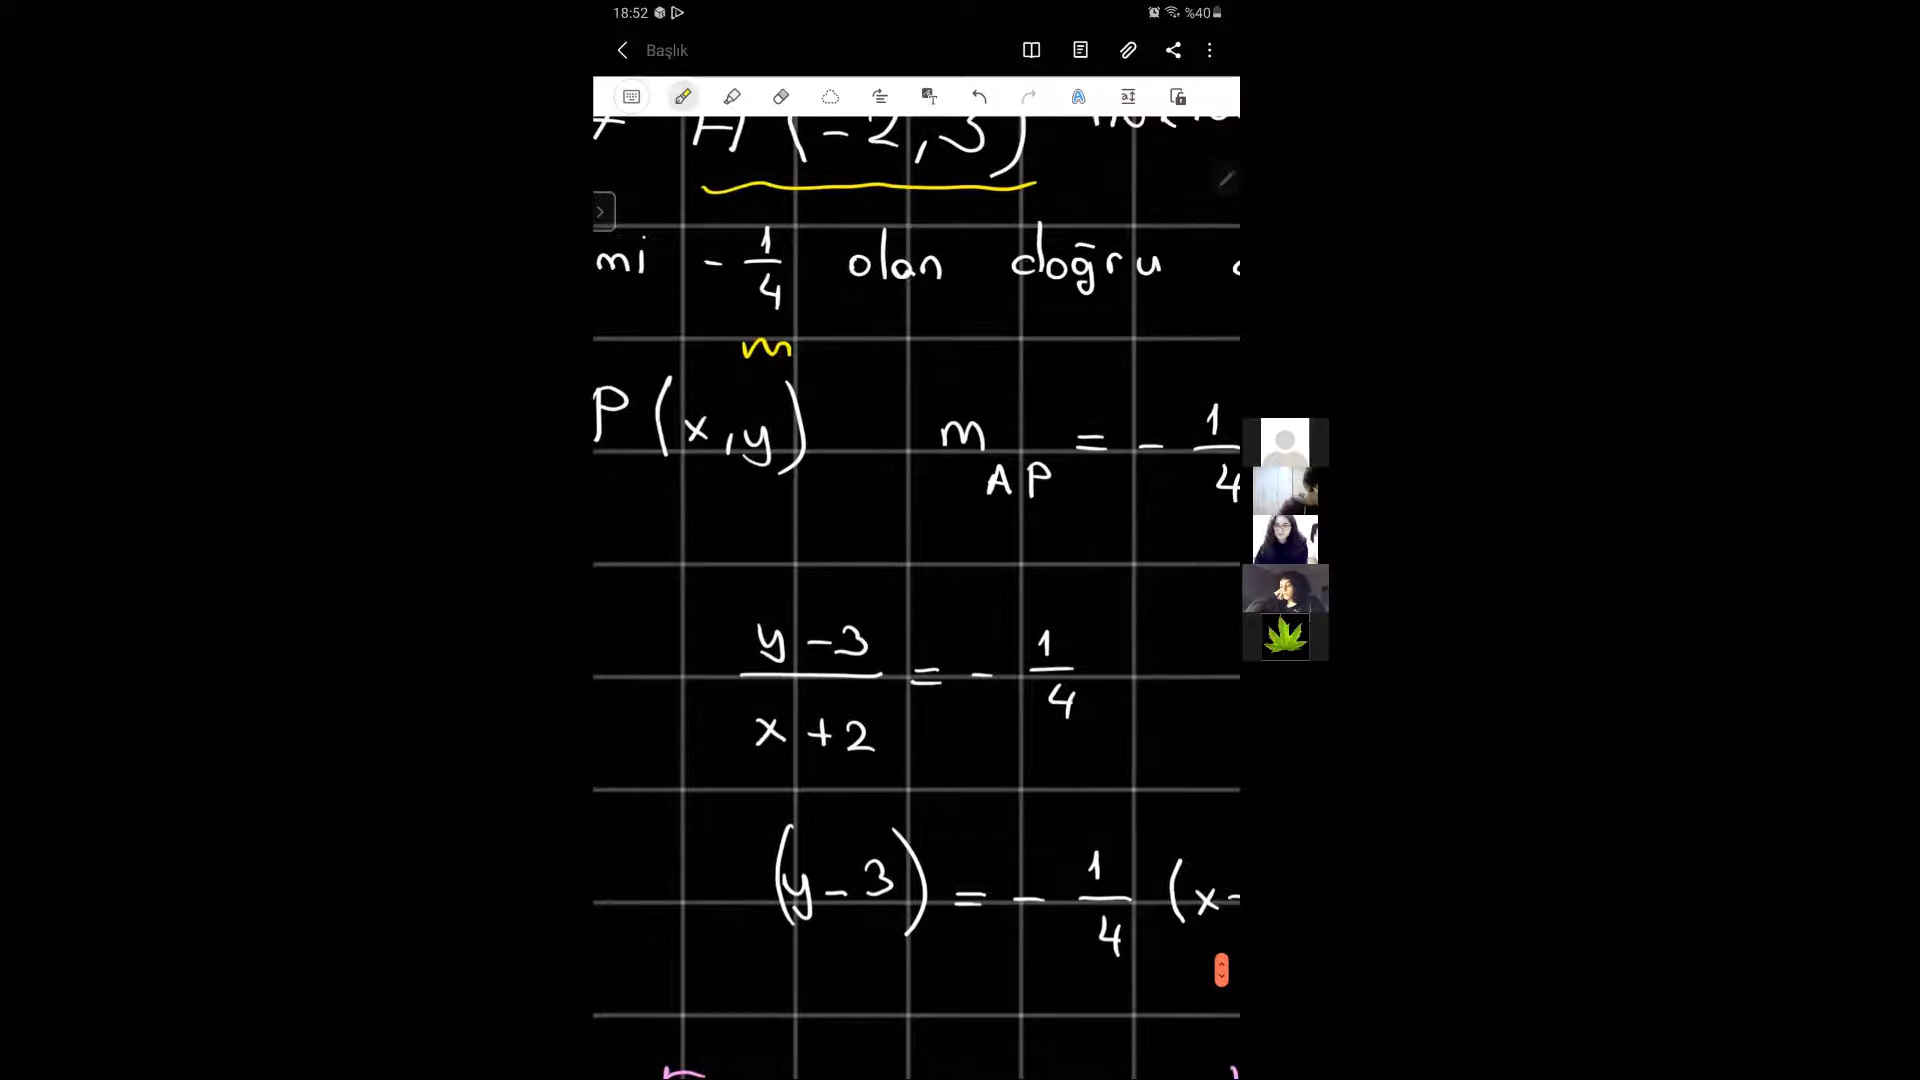 18:52 %40
Başlık
A (-2,3)
mi - 1/4 olan doğru
m
P(x,y) m AP = - 1/4
y-3 / x+2 = - 1/4
(y-3) = - 1/4 (x-